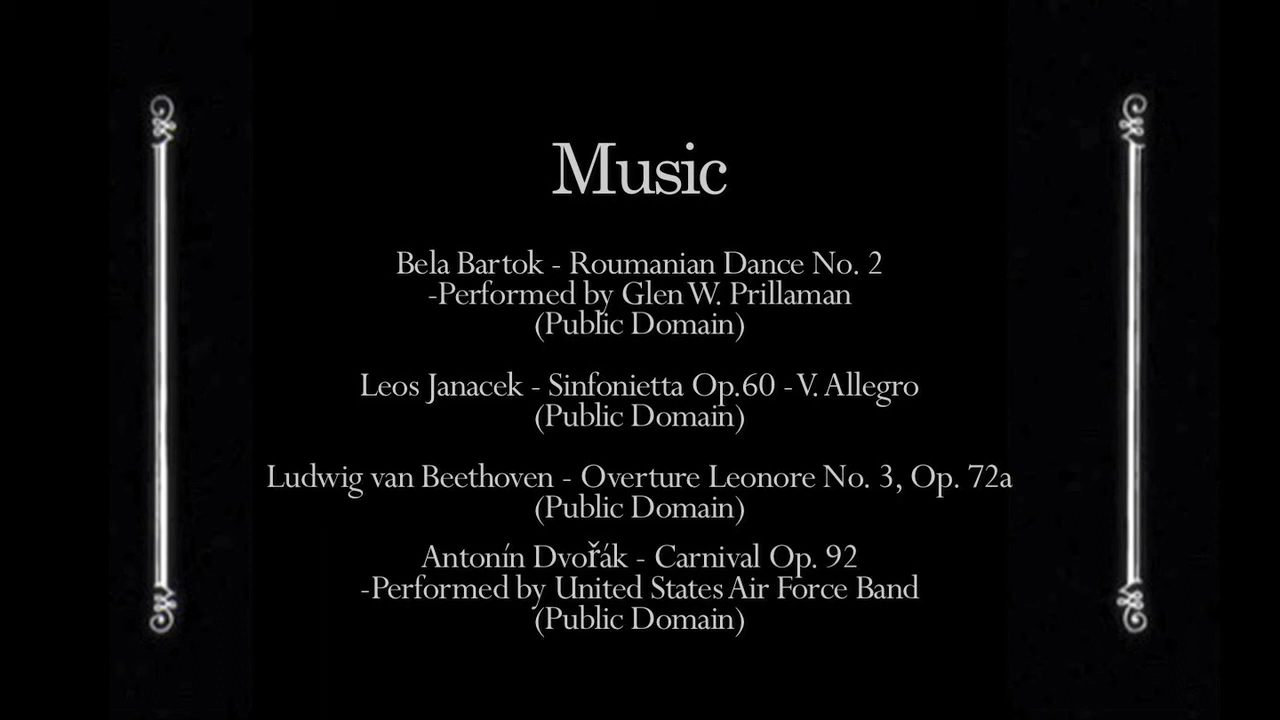 Music
Bela Bartok - Roumanian Dance No. 2
-Performed by Glen W. Prillaman
(Public Domain)
Leos Janacek - Sinfonietta Op.60 - V. Allegro
(Public Domain)
Ludwig van Beethoven - Overture Leonore No. 3, Op. 72a
(Public Domain)
Antonín Dvořák - Carnival Op. 92
-Performed by United States Air Force Band
(Public Domain)